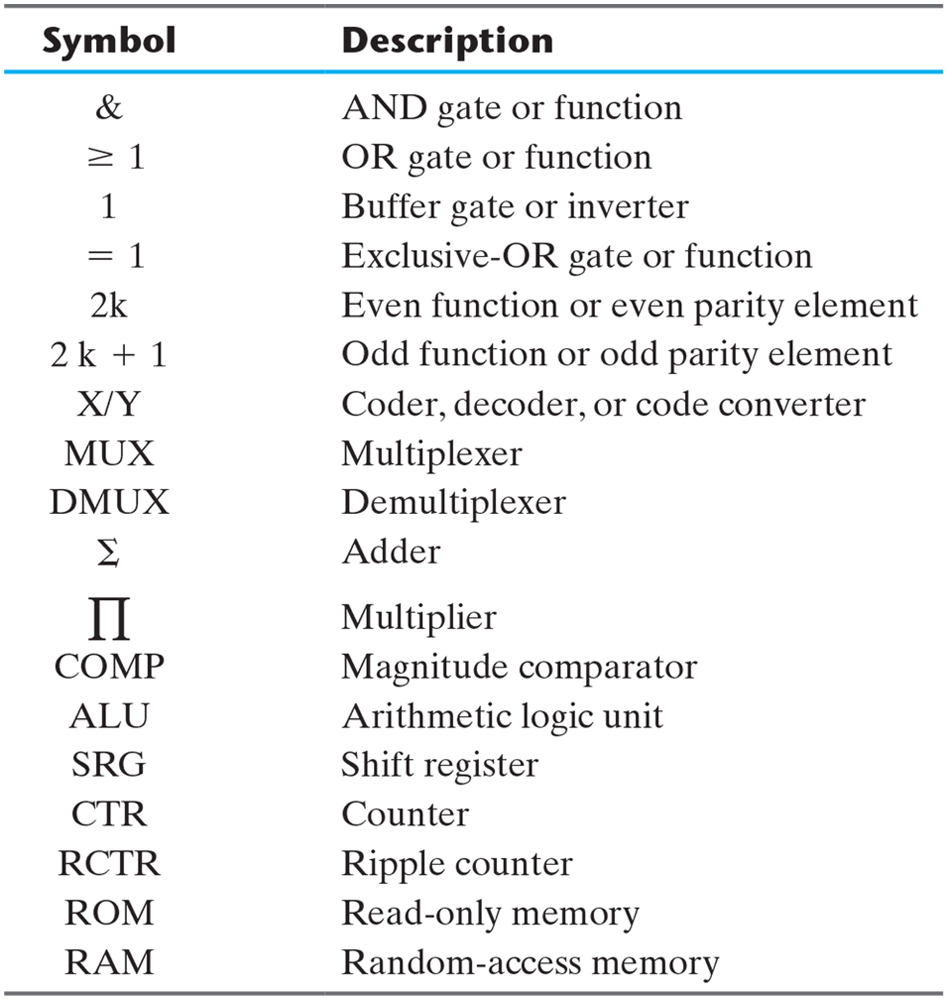 Symbol Description
& AND gate or function
≥ 1 OR gate or function
1 Buffer gate or inverter
= 1 Exclusive-OR gate or function
2k Even function or even parity element
2 k + 1 Odd function or odd parity element
X/Y Coder, decoder, or code converter
MUX Multiplexer
DMUX Demultiplexer
Σ Adder
∏ Multiplier
COMP Magnitude comparator
ALU Arithmetic logic unit
SRG Shift register
CTR Counter
RCTR Ripple counter
ROM Read-only memory
RAM Random-access memory